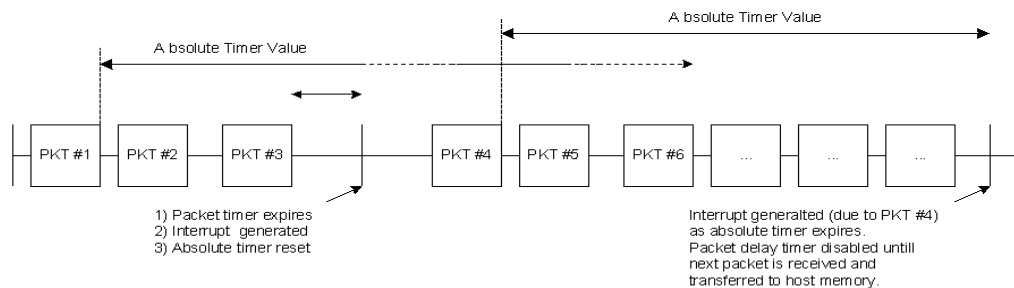 A bsolute Timer Value
A bsolute Timer Value
PKT #1
PKT #2
PKT #3
PKT #4
PKT #5
PKT #6
...
...
...
1) Packet timer expires
2) Interrupt generated
3) Absolute timer reset
Interrupt generalted (due to PKT #4)
as absolute timer expires.
Packet delay timer disabled untill
next packet is received and
transferred to host memory.